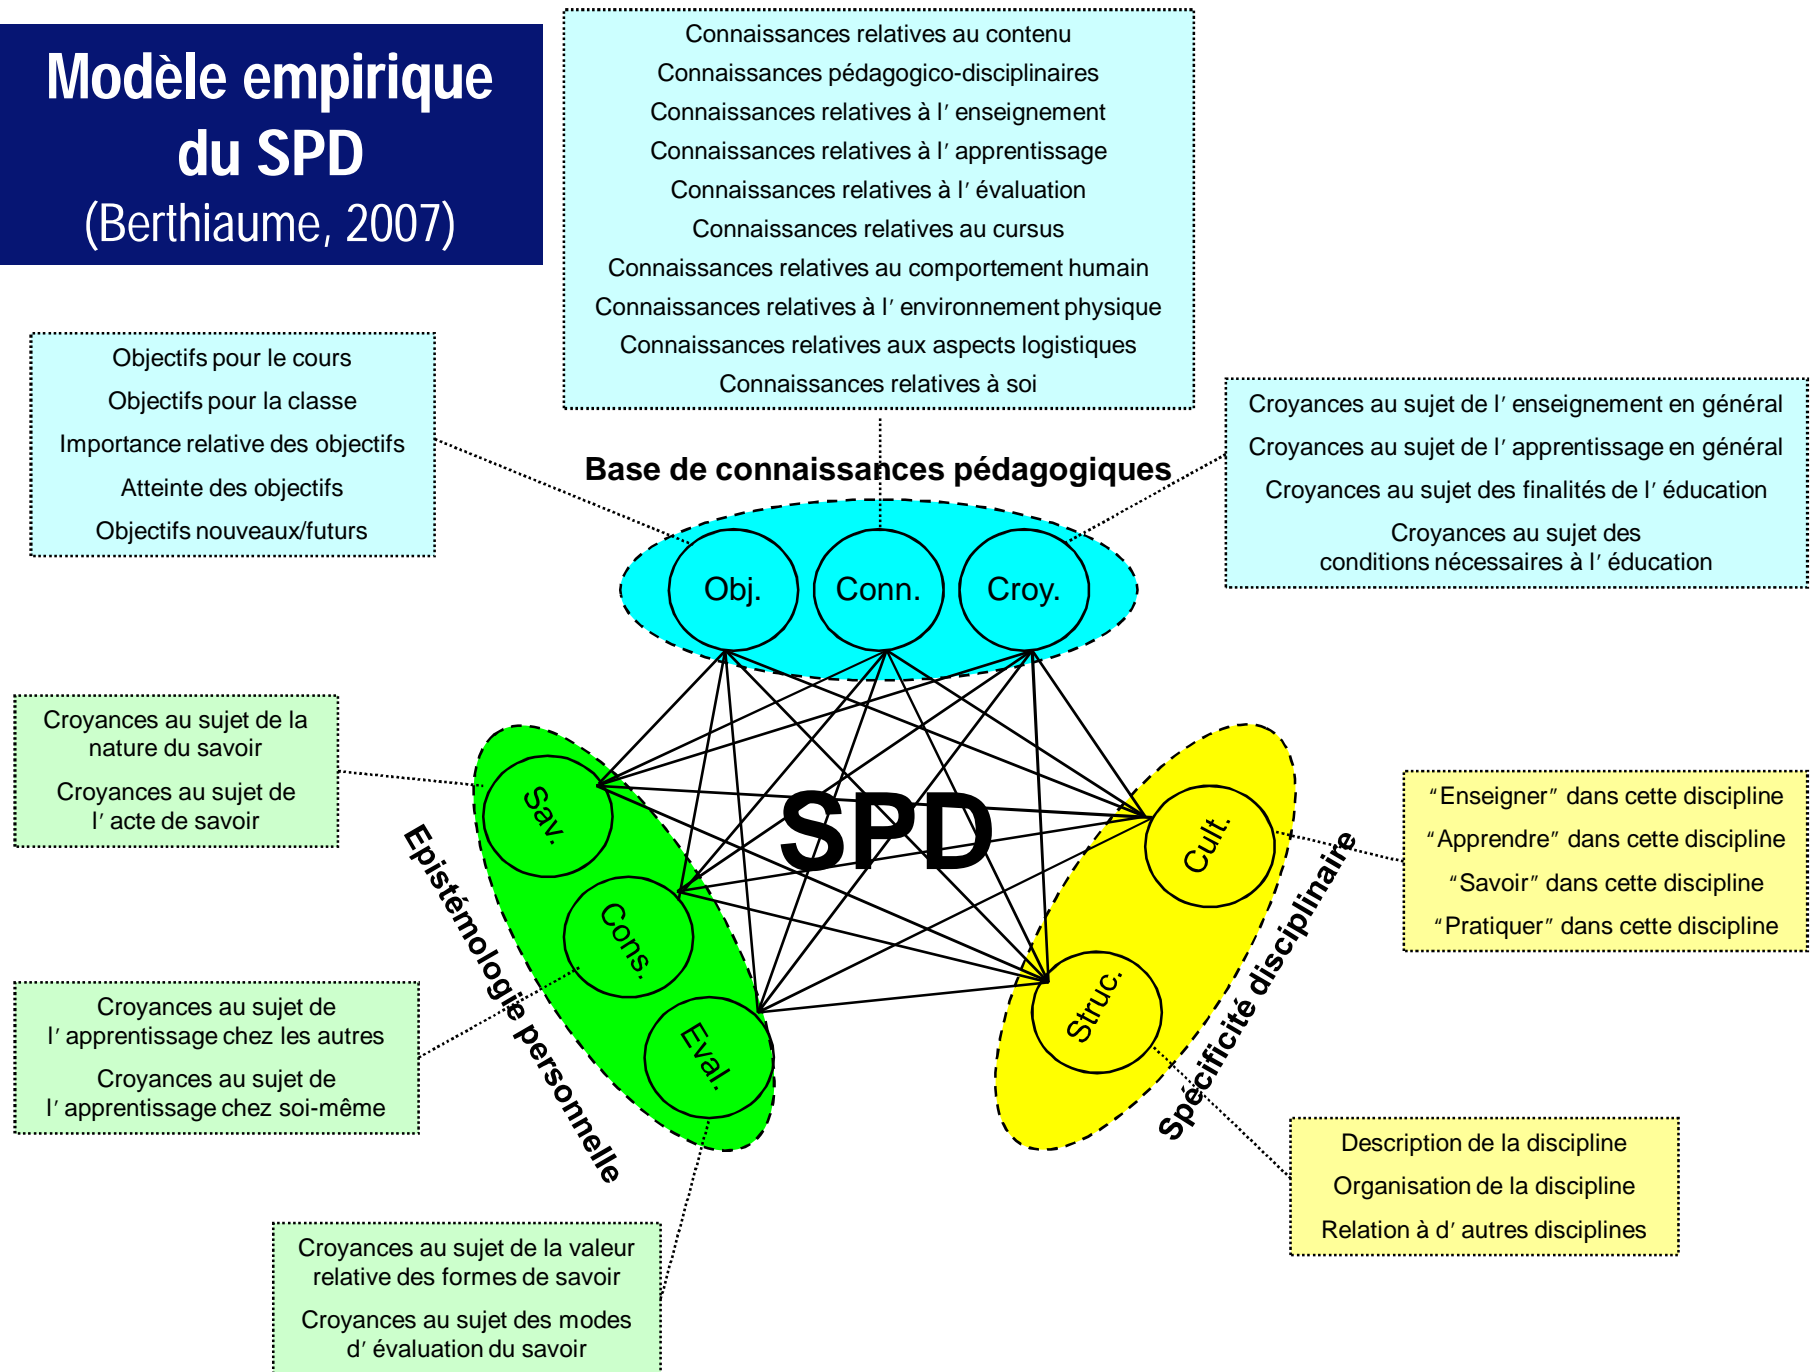 Modèle empirique
du SPD
(Berthiaume, 2007)
Connaissances relatives au contenu
Connaissances pédagogico-disciplinaires
Connaissances relatives à l’ enseignement
Connaissances relatives à l’ apprentissage
Connaissances relatives à l’ évaluation
Connaissances relatives au cursus
Connaissances relatives au comportement humain
Connaissances relatives à l’ environnement physique
Connaissances relatives aux aspects logistiques
Connaissances relatives à soi
Objectifs pour le cours
Objectifs pour la classe
Importance relative des objectifs
Atteinte des objectifs
Objectifs nouveaux/futurs
Croyances au sujet de l’ enseignement en général
Croyances au sujet de l’ apprentissage en général
Croyances au sujet des finalités de l’ éducation
Croyances au sujet des
conditions nécessaires à l’ éducation
Base de connaissances pédagogiques
Obj.
Conn.
Croy.
Croyances au sujet de la
nature du savoir
Croyances au sujet de
l’ acte de savoir
Sav.
Cons.
Eval.
Epistémologie personnelle
SPD
Cult.
Struc.
Spécificité disciplinaire
“Enseigner” dans cette discipline
“Apprendre” dans cette discipline
“Savoir” dans cette discipline
“Pratiquer” dans cette discipline
Croyances au sujet de
l’ apprentissage chez les autres
Croyances au sujet de
l’ apprentissage chez soi-même
Description de la discipline
Organisation de la discipline
Relation à d’ autres disciplines
Croyances au sujet de la valeur
relative des formes de savoir
Croyances au sujet des modes
d’ évaluation du savoir